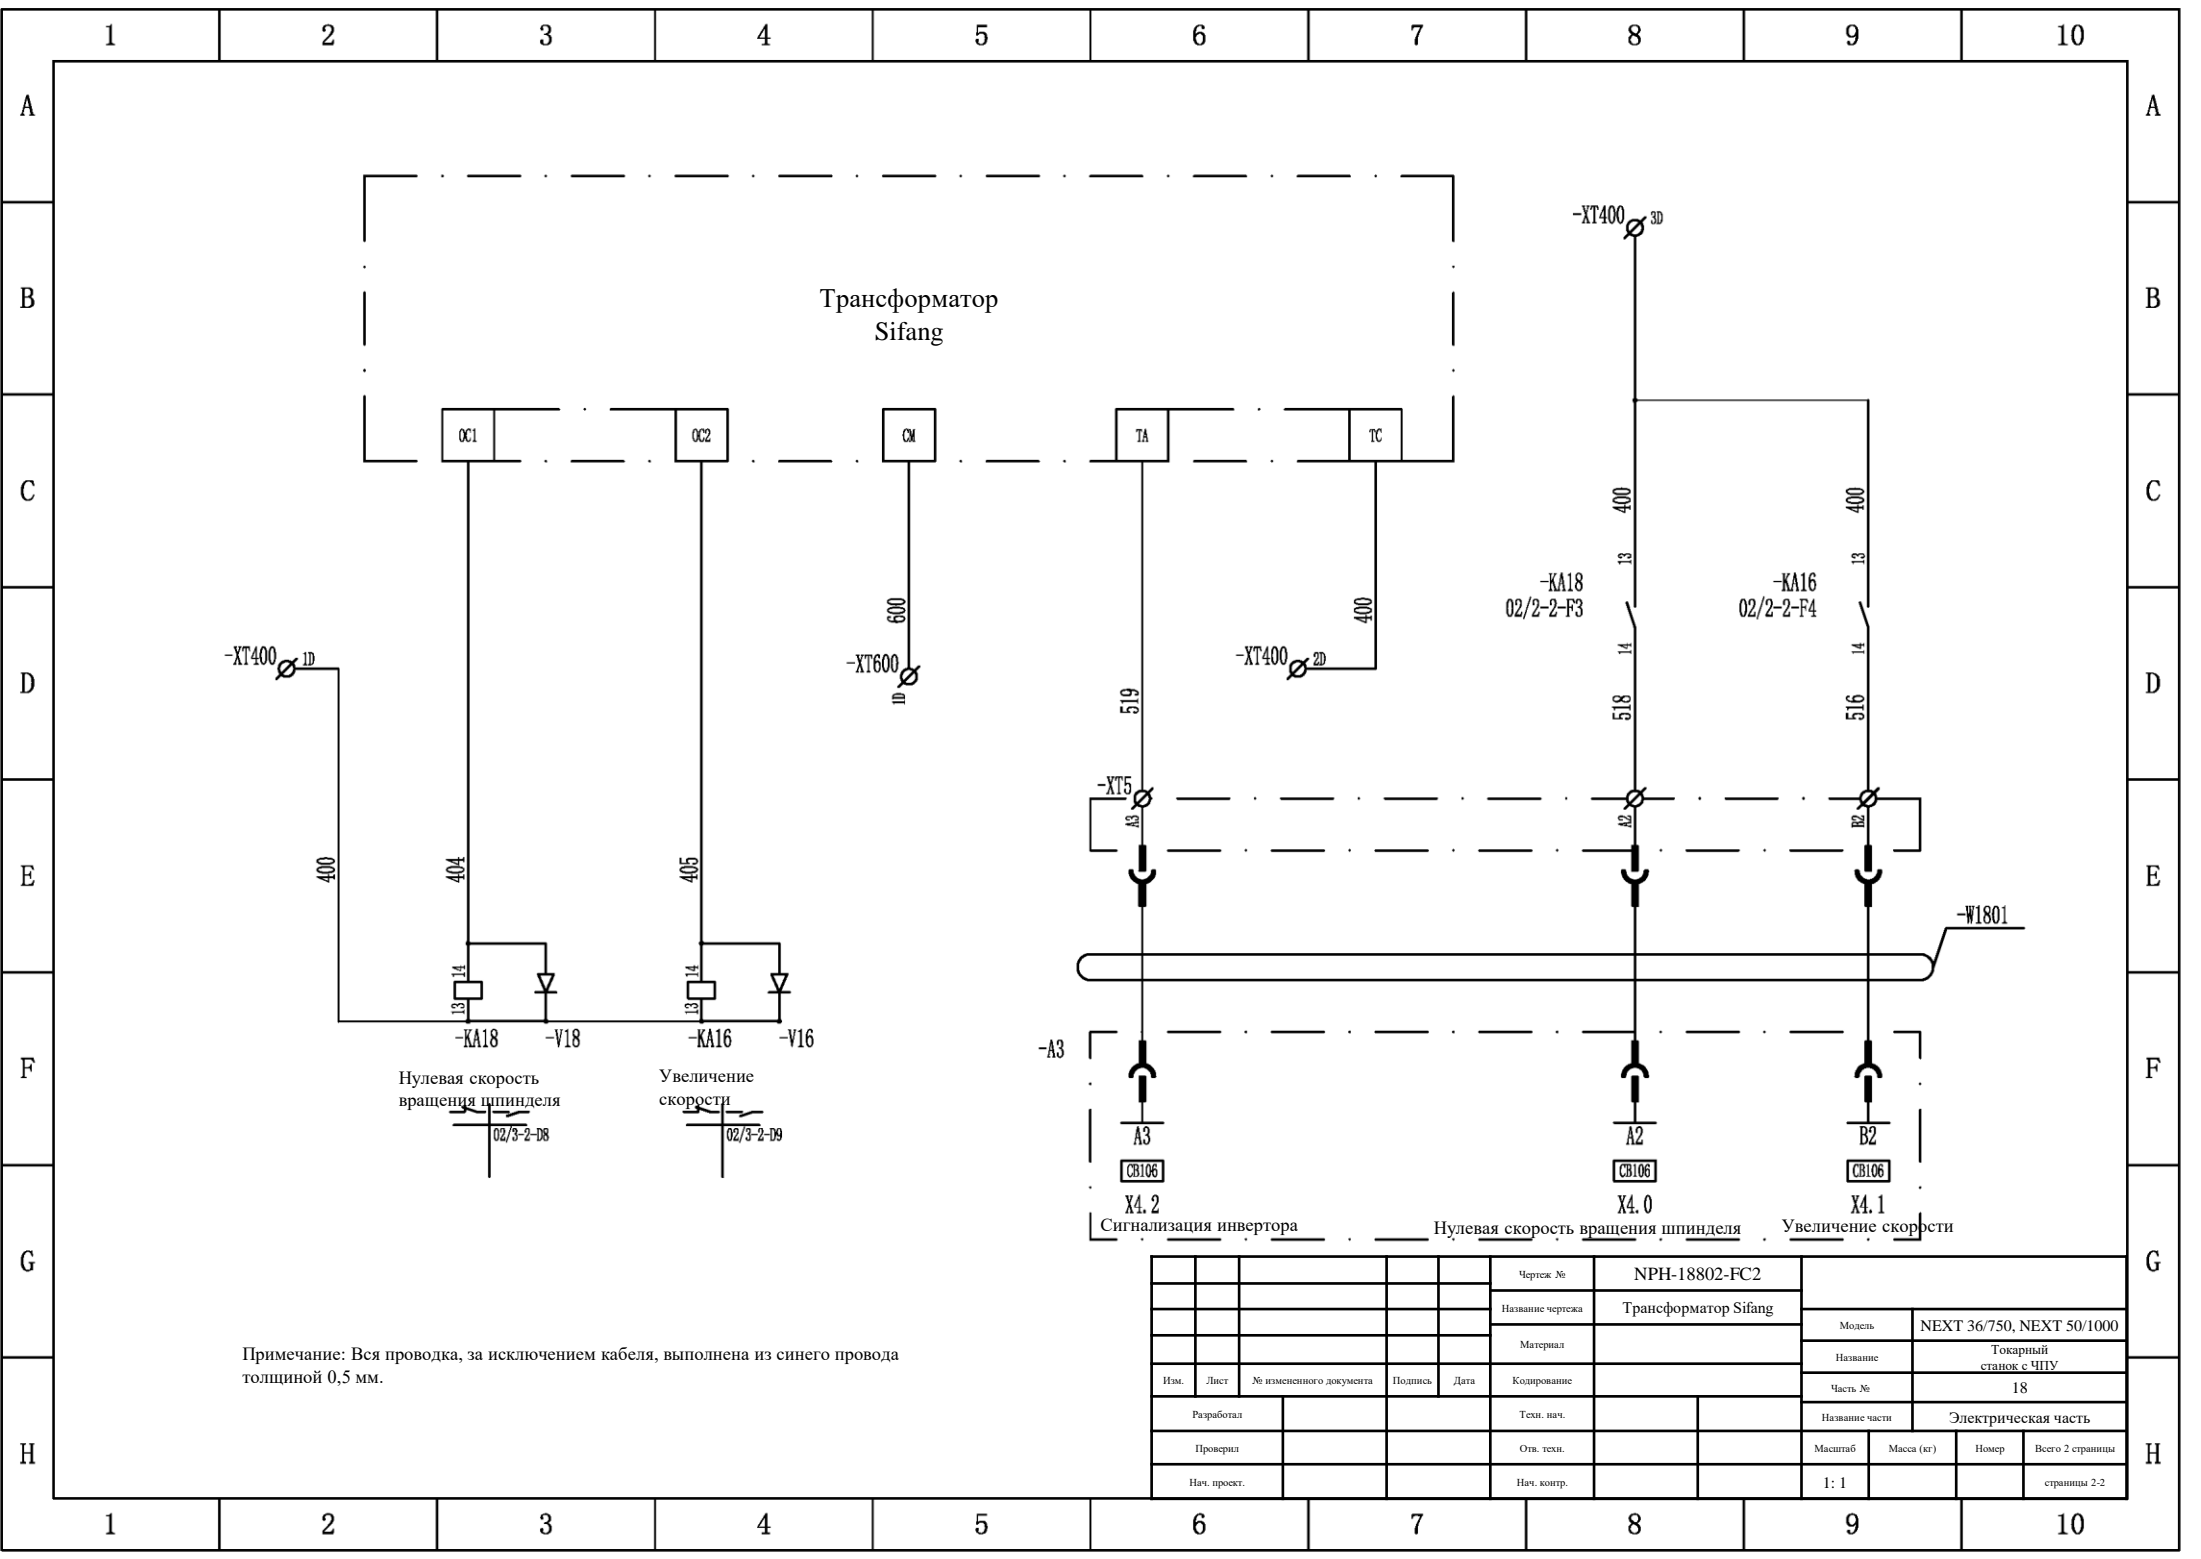 1 2 3 4 5 6 7 8 9 10
A A
B B
C C
D D
E E
F F
G G
H H
Трансформатор
Sifang
OC1 OC2 CM TA TC
-XT400 3D
400 400
13 13
-KA18
02/2-2-F3
-KA16
02/2-2-F4
14 14
518 516
600
-XT600
1D
400
-XT400 2D
519
-XT400 1D
400
404
405
14
13
-KA18
-V18
14
13
-KA16
-V16
Нулевая скорость
вращения шпинделя
02/3-2-D8
Увеличение
скорости
02/3-2-D9
-XT5
A3 A2 B2
-W1801
-A3
A3 A2 B2
CB106 CB106 CB106
X4.2 X4.0 X4.1
Сигнализация инвертора
Нулевая скорость вращения шпинделя
Увеличение скорости
Примечание: Вся проводка, за исключением кабеля, выполнена из синего провода
толщиной 0,5 мм.
Чертеж № NPH-18802-FC2
Название чертежа Трансформатор Sifang
Материал
Модель NEXT 36/750, NEXT 50/1000
Название Токарный
станок с ЧПУ
Изм. Лист № измененного документа Подпись Дата Кодирование
Часть № 18
Разработал Техн. нач.
Название части Электрическая часть
Проверил Отв. техн.
Масштаб Масса (кг) Номер Всего 2 страницы
Нач. проект. Нач. контр.
1: 1 страницы 2-2
1 2 3 4 5 6 7 8 9 10